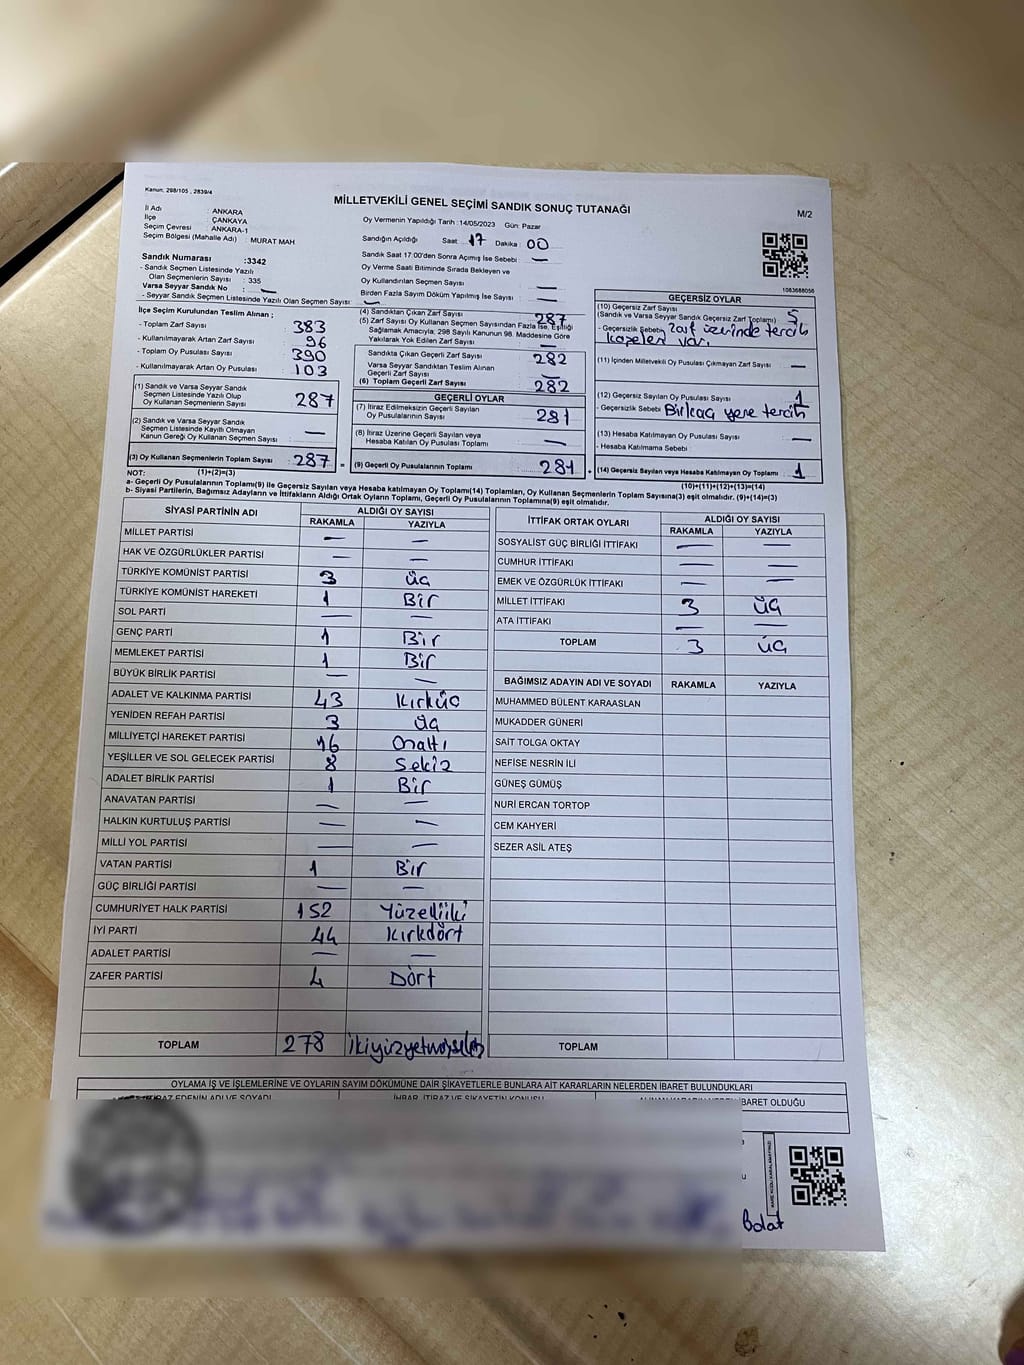 Kanun: 298/105 , 2839/4
MİLLETVEKİLİ GENEL SEÇİMİ SANDIK SONUÇ TUTANAĞI
M/2
İl Adı : ANKARA
İlçe : ÇANKAYA
Seçim Çevresi : ANKARA-1
Seçim Bölgesi (Mahalle Adı) : MURAT MAH
Sandık Numarası :3342
- Sandık Seçmen Listesinde Yazılı
Olan Seçmenlerin Sayısı : 335
Varsa Seyyar Sandık No : —
- Seyyar Sandık Seçmen Listesinde Yazılı Olan Seçmen Sayısı : —
Oy Vermenin Yapıldığı Tarih :14/05/2023 Gün: Pazar
Sandığın Açıldığı Saat 17 Dakika 00
Sandık Saat 17:00'den Sonra Açımış İse Sebebi : —
Oy Verme Saati Bitiminde Sırada Bekleyen ve
Oy Kullandırılan Seçmen Sayısı —
Birden Fazla Sayım Döküm Yapılmış İse Sayısı : —
1083688056
İlçe Seçim Kurulundan Teslim Alınan ;
- Toplam Zarf Sayısı : 383
- Kullanılmayarak Artan Zarf Sayısı : 96
- Toplam Oy Pusulası Sayısı : 390
- Kullanılmayarak Artan Oy Pusulası : 103
(1) Sandık ve Varsa Seyyar Sandık
Seçmen Listesinde Yazılı Olup
Oy Kullanan Seçmenlerin Sayısı : 287
(2) Sandık ve Varsa Seyyar Sandık
Seçmen Listesinde Kayıtlı Olmayan
Kanun Gereği Oy Kullanan Seçmen Sayısı : —
(3) Oy Kullanan Seçmenlerin Toplam Sayısı : 287
(1)+(2)=(3)
(4) Sandıktan Çıkan Zarf Sayısı : 287
(5) Zarf Sayısı Oy Kullanan Seçmen Sayısından Fazla İse, Eşitliği
Sağlamak Amacıyla; 298 Sayılı Kanunun 98. Maddesine Göre
Yakılarak Yok Edilen Zarf Sayısı : —
Sandıkta Çıkan Geçerli Zarf Sayısı : 282
Varsa Seyyar Sandıktan Teslim Alınan
Geçerli Zarf Sayısı : —
(6) Toplam Geçerli Zarf Sayısı : 282
GEÇERLİ OYLAR
(7) İtiraz Edilmeksizin Geçerli Sayılan
Oy Pusulalarının Sayısı : 281
(8) İtiraz Üzerine Geçerli Sayılan veya
Hesaba Katılan Oy Pusulası Toplamı : —
= (9) Geçerli Oy Pusulalarının Toplamı : 281
GEÇERSİZ OYLAR
(10) Geçersiz Zarf Sayısı
(Sandık ve Varsa Seyyar Sandık Geçersiz Zarf Toplamı) : 5
- Geçersizlik Sebebi Zarf üzerinde tercih
kaşeleri var.
(11) İçinden Milletvekili Oy Pusulası Çıkmayan Zarf Sayısı : —
(12) Geçersiz Sayılan Oy Pusulası Sayısı : 1
- Geçersizlik Sebebi Birkaç yere tercih
(13) Hesaba Katılmayan Oy Pusulası Sayısı : —
- Hesaba Katılmama Sebebi
+ (14) Geçersiz Sayılan veya Hesaba Katılmayan Oy Toplamı : 1
(10)+(11)+(12)+(13)=(14)
NOT:
a- Geçerli Oy Pusulalarının Toplamı(9) ile Geçersiz Sayılan veya Hesaba Katılmayan Oy Toplamı(14) Toplamları, Oy Kullanan Seçmenlerin Toplam Sayısına(3) eşit olmalıdır. (9)+(14)=(3)
b- Siyasi Partilerin, Bağımsız Adayların ve İttifakların Aldığı Ortak Oyların Toplamı, Geçerli Oy Pusulalarının Toplamına(9) eşit olmalıdır.
SİYASİ PARTİNİN ADI ALDIĞI OY SAYISI
RAKAMLA YAZIYLA
MİLLET PARTİSİ — —
HAK VE ÖZGÜRLÜKLER PARTİSİ — —
TÜRKİYE KOMÜNİST PARTİSİ 3 üç
TÜRKİYE KOMÜNİST HAREKETİ 1 Bir
SOL PARTİ — —
GENÇ PARTİ 1 Bir
MEMLEKET PARTİSİ 1 Bir
BÜYÜK BİRLİK PARTİSİ — —
ADALET VE KALKINMA PARTİSİ 43 Kırküç
YENİDEN REFAH PARTİSİ 3 üç
MİLLİYETÇİ HAREKET PARTİSİ 16 Onaltı
YEŞİLLER VE SOL GELECEK PARTİSİ 8 Sekiz
ADALET BİRLİK PARTİSİ 1 Bir
ANAVATAN PARTİSİ — —
HALKIN KURTULUŞ PARTİSİ — —
MİLLİ YOL PARTİSİ — —
VATAN PARTİSİ 1 Bir
GÜÇ BİRLİĞİ PARTİSİ — —
CUMHURİYET HALK PARTİSİ 152 Yüzelliiki
İYİ PARTİ 44 Kırkdört
ADALET PARTİSİ — —
ZAFER PARTİSİ 4 Dört
TOPLAM 278 ikiyüzyetmişsekiz
İTTİFAK ORTAK OYLARI ALDIĞI OY SAYISI
RAKAMLA YAZIYLA
SOSYALİST GÜÇ BİRLİĞİ İTTİFAKI — —
CUMHUR İTTİFAKI — —
EMEK VE ÖZGÜRLÜK İTTİFAKI — —
MİLLET İTTİFAKI 3 üç
ATA İTTİFAKI — —
TOPLAM 3 üç
BAĞIMSIZ ADAYIN ADI VE SOYADI RAKAMLA YAZIYLA
MUHAMMED BÜLENT KARAASLAN
MUKADDER GÜNERİ
SAİT TOLGA OKTAY
NEFİSE NESRİN İLİ
GÜNEŞ GÜMÜŞ
NURİ ERCAN TORTOP
CEM KAHYERİ
SEZER ASİL ATEŞ
TOPLAM
OYLAMA İŞ VE İŞLEMLERİNE VE OYLARIN SAYIM DÖKÜMÜNE DAİR ŞİKAYETLERLE BUNLARA AİT KARARLARIN NELERDEN İBARET BULUNDUKLARI
İHBAR, İTİRAZ VE ŞİKAYETİN KONUSU
İBARET OLDUĞU
Bolat